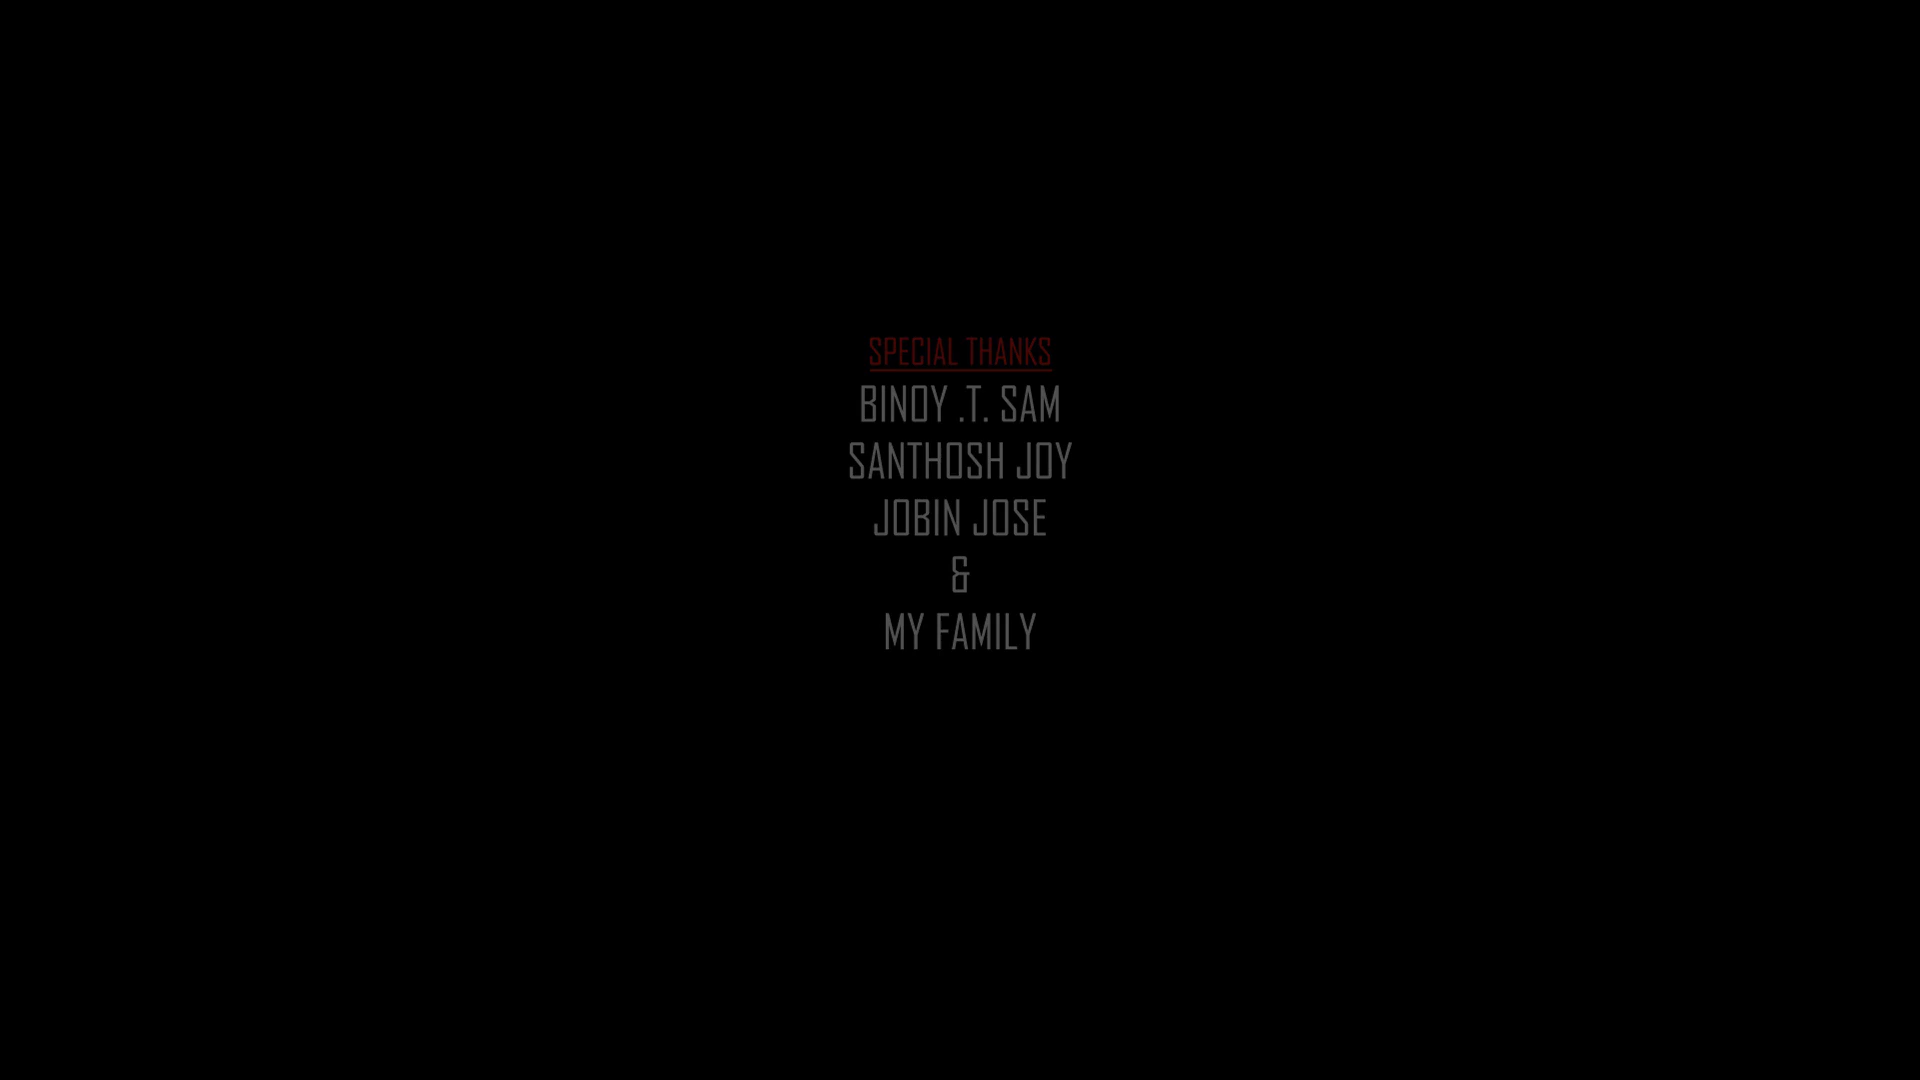 SPECIAL THANKS
BINOY .T. SAM
SANTHOSH JOY
JOBIN JOSE
&
MY FAMILY